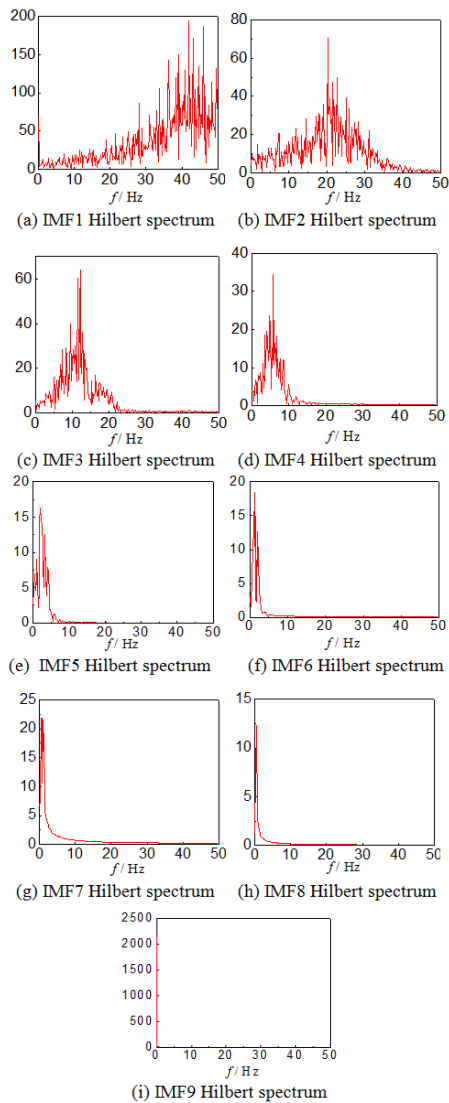 200
150
100
50
0
0 10 20 30 40 50
f/ Hz
(a) IMF1 Hilbert spectrum
80
60
40
20
0
0 10 20 30 40 50
f/ Hz
(b) IMF2 Hilbert spectrum
60
40
20
0
0 10 20 30 40 50
f/ Hz
(c) IMF3 Hilbert spectrum
40
30
20
10
0
0 10 20 30 40 50
f/ Hz
(d) IMF4 Hilbert spectrum
20
15
10
5
0
0 10 20 30 40 50
f/ Hz
(e) IMF5 Hilbert spectrum
20
15
10
5
0
0 10 20 30 40 50
f/ Hz
(f) IMF6 Hilbert spectrum
25
20
15
10
5
0
0 10 20 30 40 50
f/ Hz
(g) IMF7 Hilbert spectrum
15
10
5
0
0 10 20 30 40 50
f/ Hz
(h) IMF8 Hilbert spectrum
2500
2000
1500
1000
500
0
0 10 20 30 40 50
f/ Hz
(i) IMF9 Hilbert spectrum